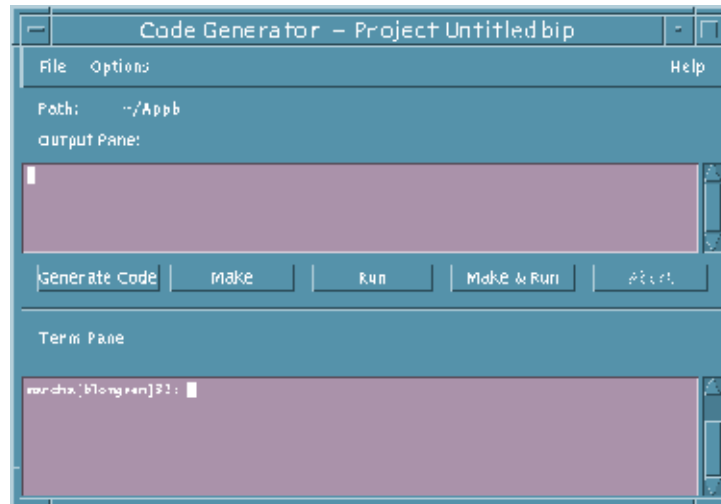 Code Generator - Project Untitled.bip
File Options Help
Path: ~/Appb
Output Pane:
Generate Code Make Run Make & Run Abort
Term Pane